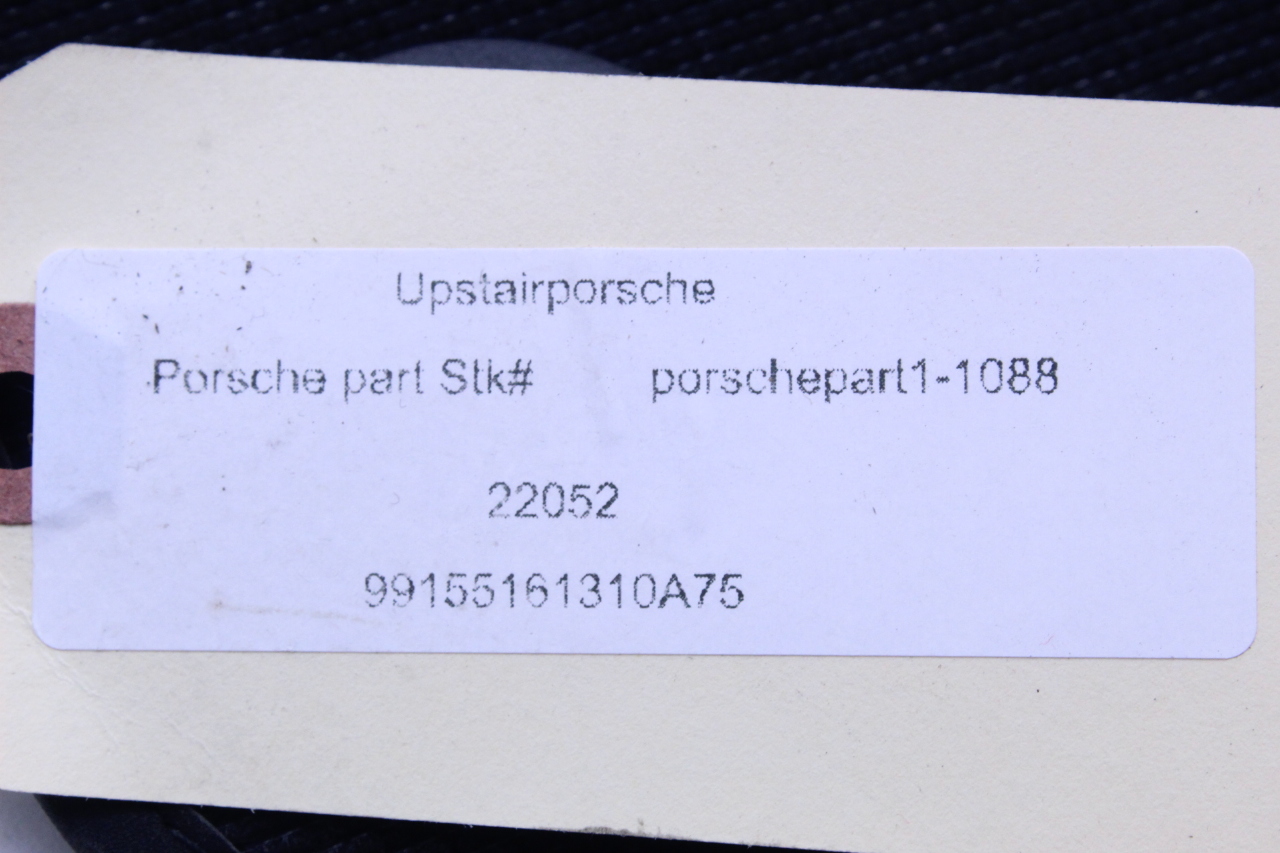 Upstairporsche
Porsche part Stk# porschepart1-1088
22052
99155161310A75